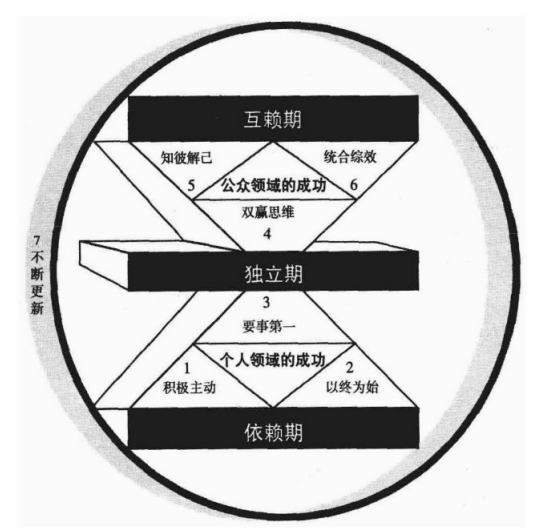 互赖期
知彼解己
统合综效
5
公众领域的成功
6
双赢思维
4
7
不断更新
独立期
3
要事第一
1
个人领域的成功
2
积极主动
以终为始
依赖期